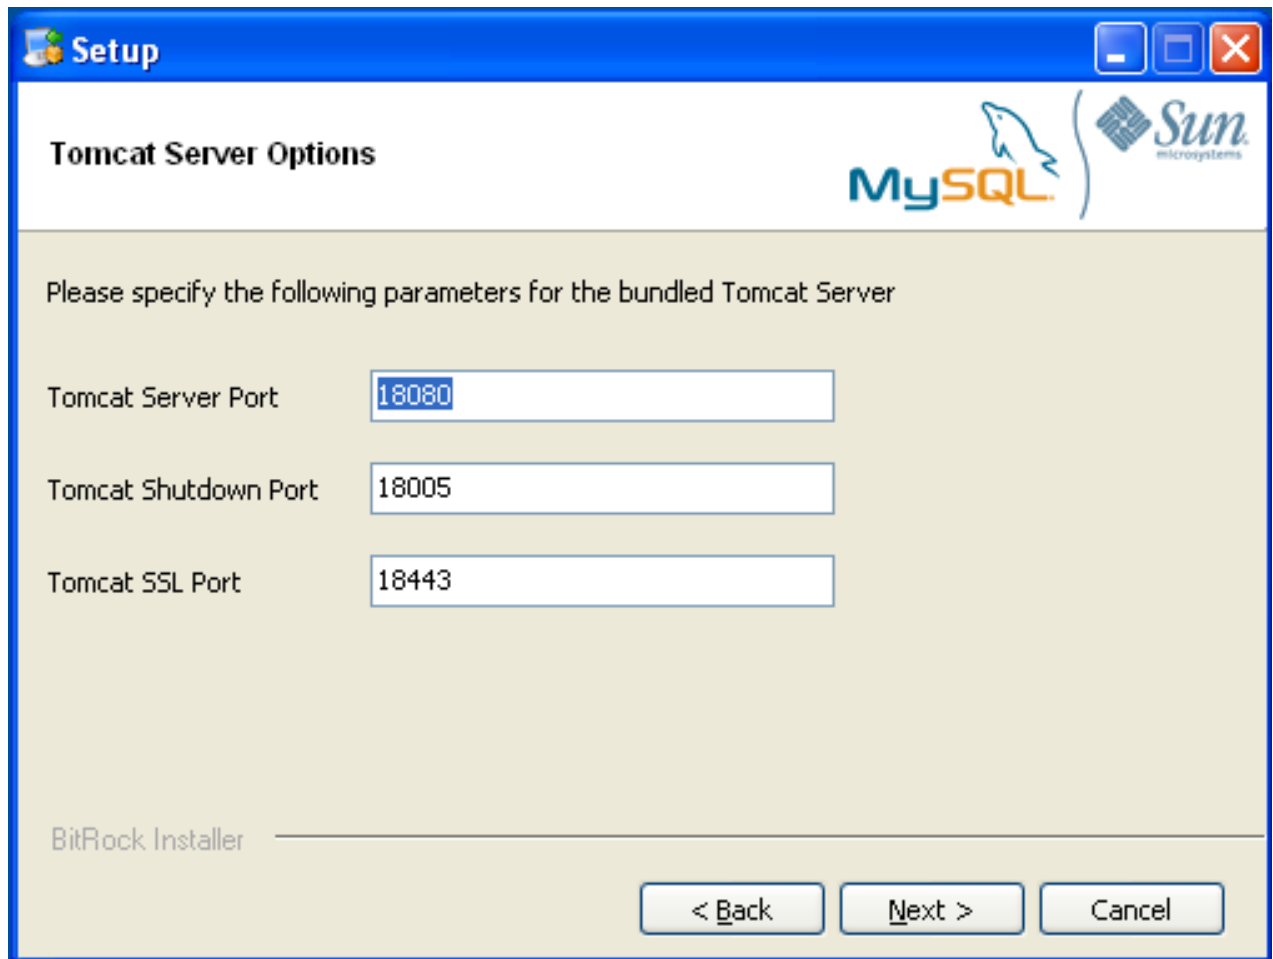 Setup
Tomcat Server Options
MySQL.
Sun
microsystems
Please specify the following parameters for the bundled Tomcat Server
Tomcat Server Port 18080
Tomcat Shutdown Port 18005
Tomcat SSL Port 18443
BitRock Installer
< Back Next > Cancel